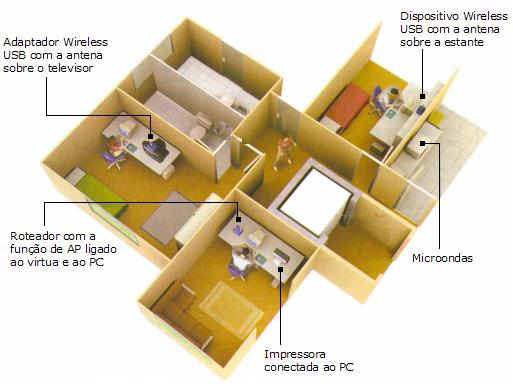 Adaptador Wireless
USB com a antena
sobre o televisor
Dispositivo Wireless
USB com a antena
sobre a estante
Roteador com a
função de AP ligado
ao virtua e ao PC
Microondas
Impressora
conectada ao PC